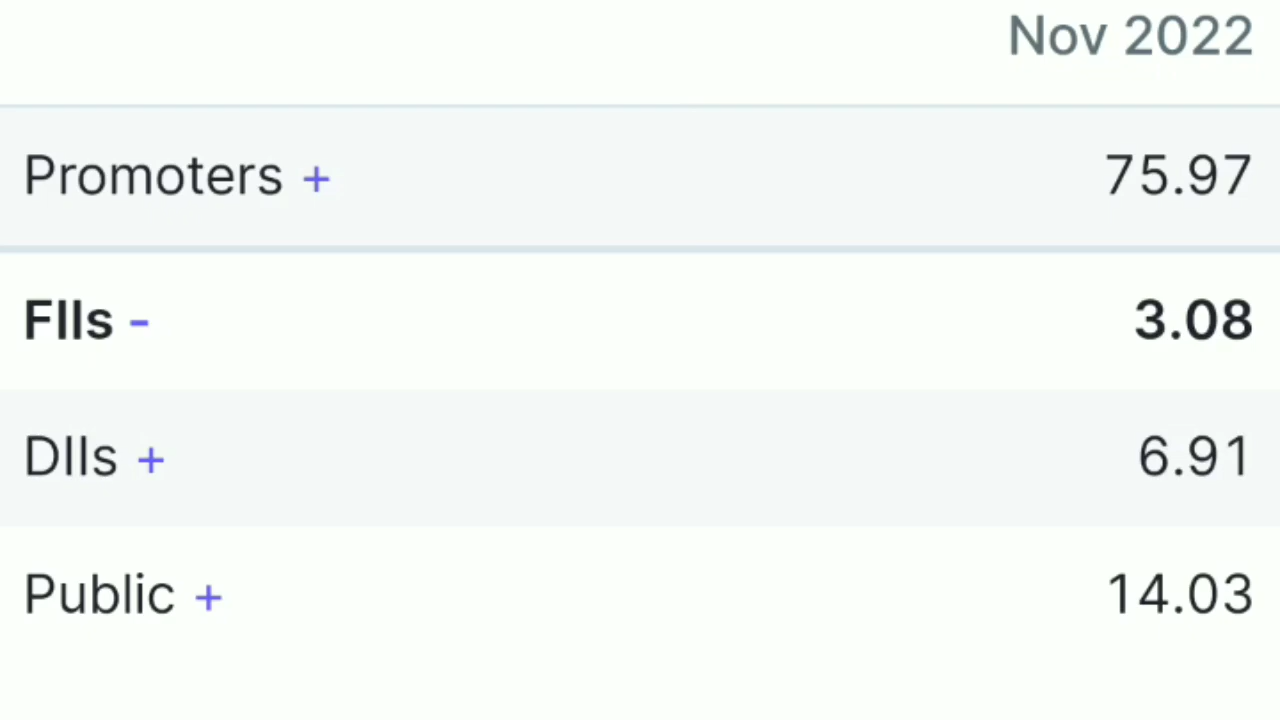 Nov 2022
Promoters + 75.97
FIIs - 3.08
DIIs + 6.91
Public + 14.03